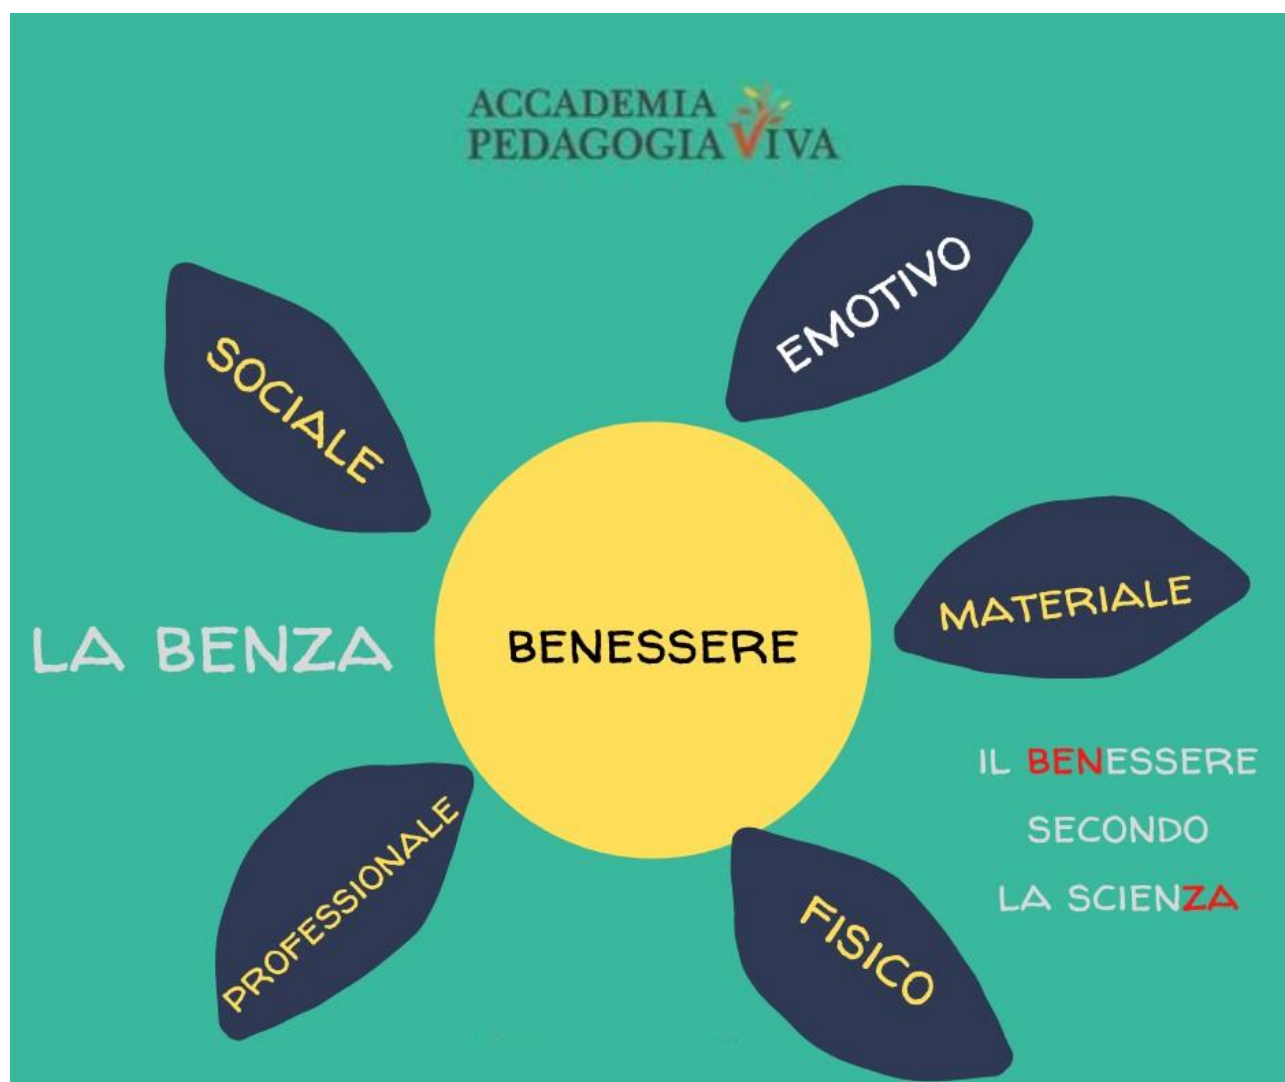 ACCADEMIA
PEDAGOGIA VIVA
EMOTIVO
SOCIALE
MATERIALE
LA BENZA
BENESSERE
IL BENESSERE
SECONDO
LA SCIENZA
PROFESSIONALE
FISICO